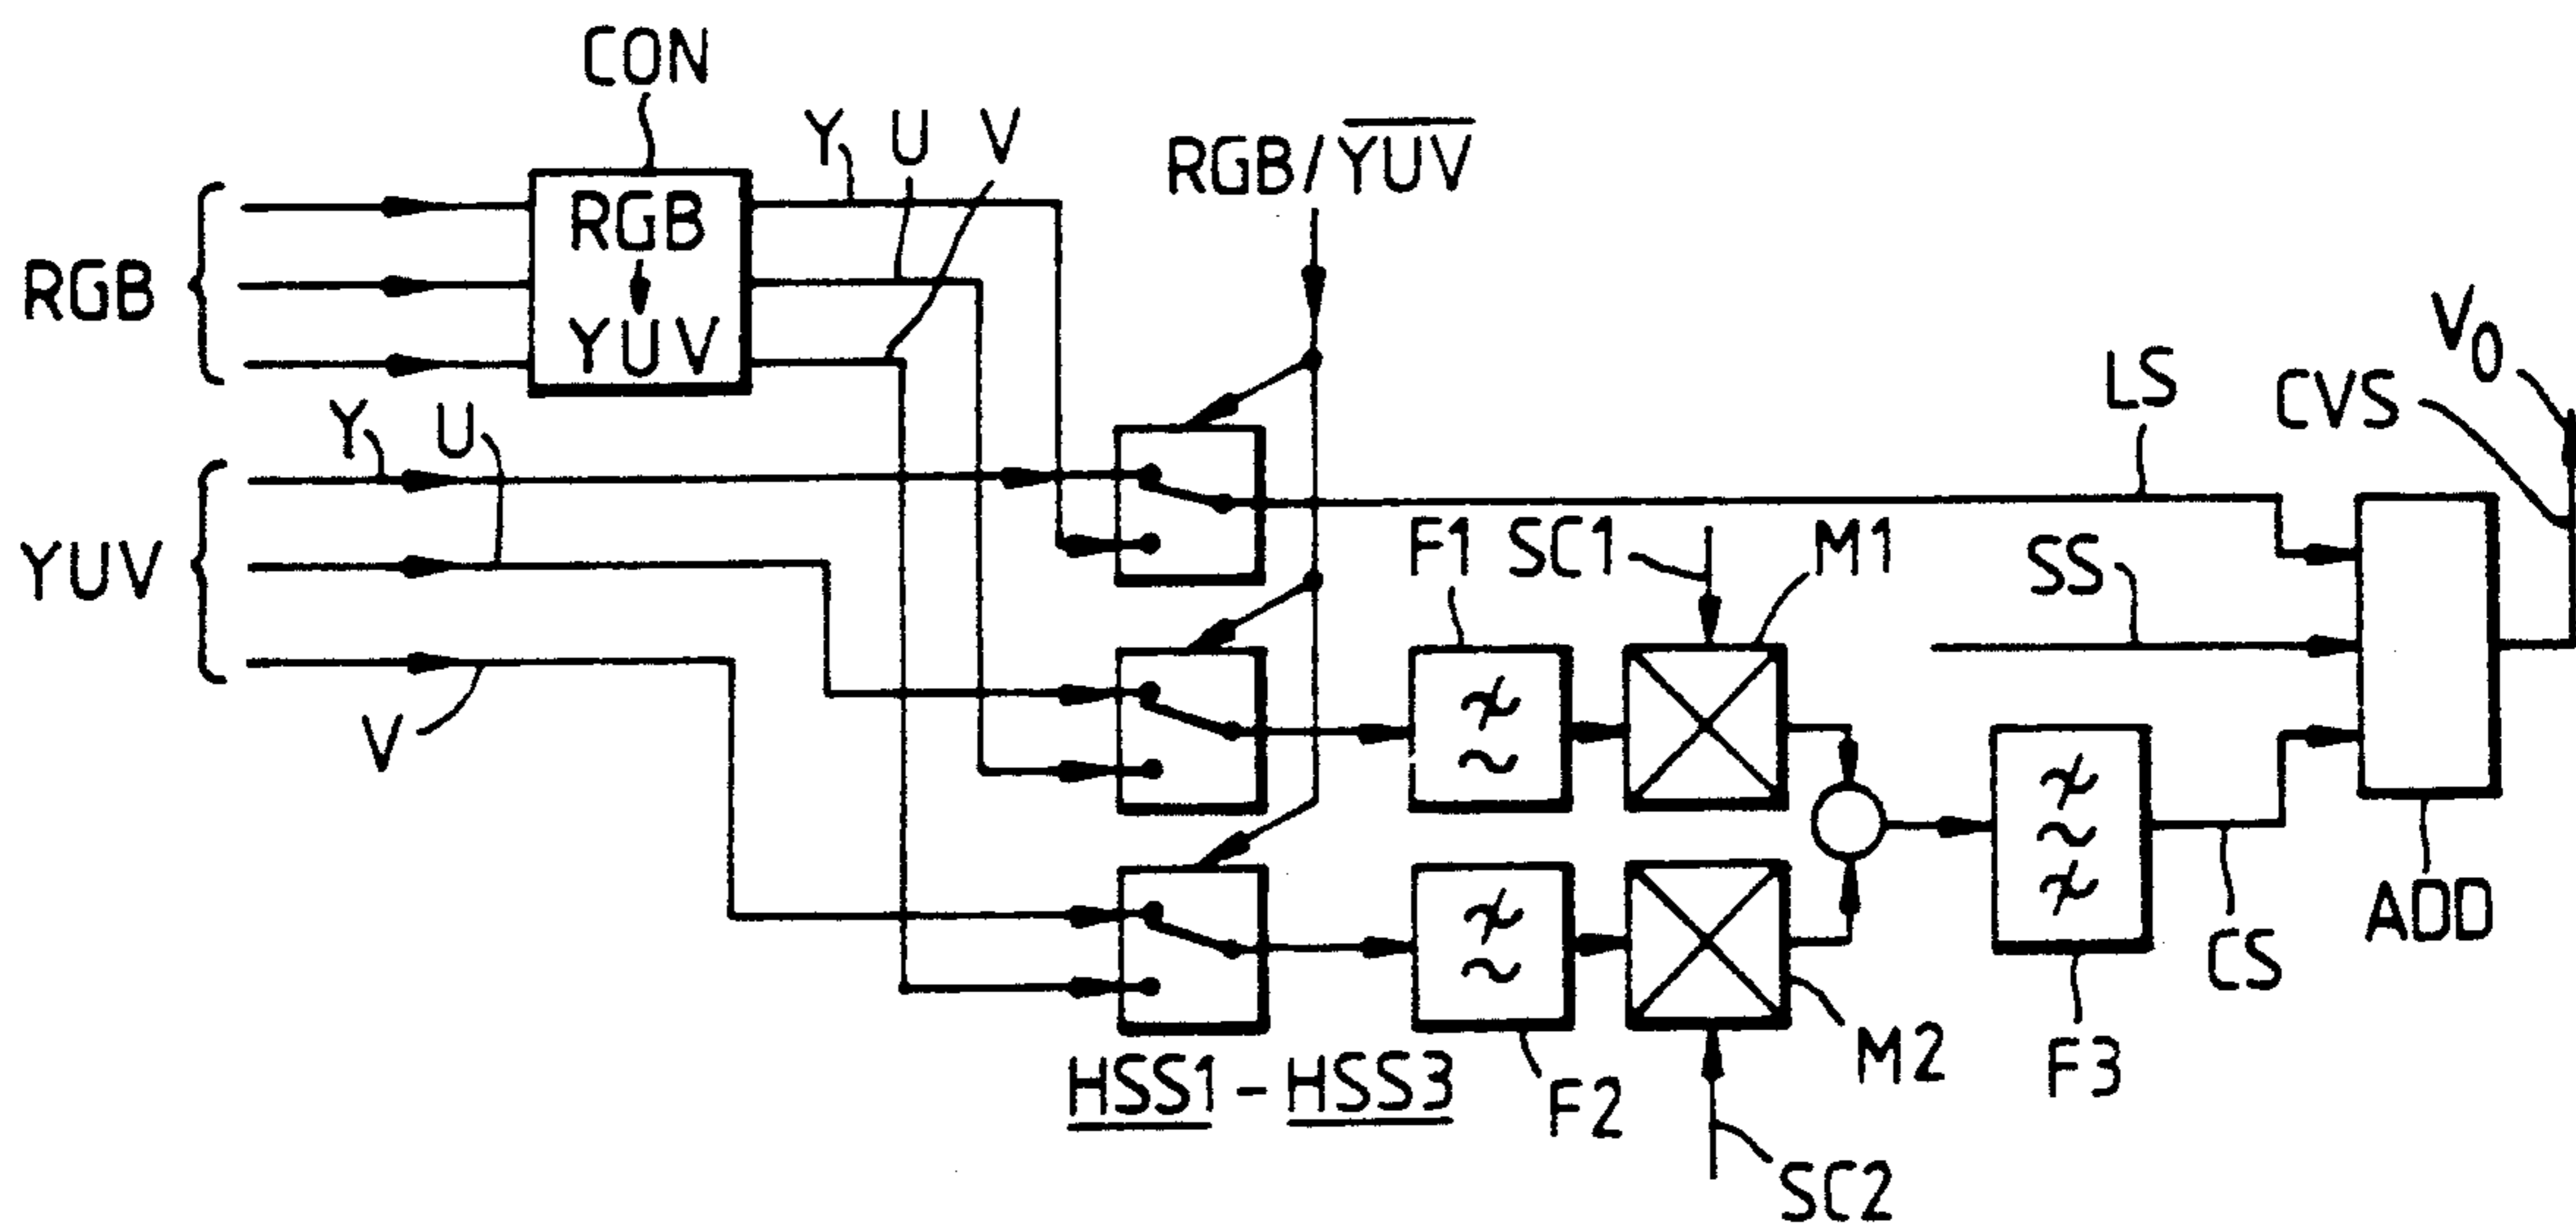 CON
Y U V
RGB/YUV
RGB
RGB
YUV
V0
LS
CVS
Y U
YUV
F1 SC1 M1
SS
V
ADD
CS
M2
F3
HSS1 - HSS3
F2
SC2